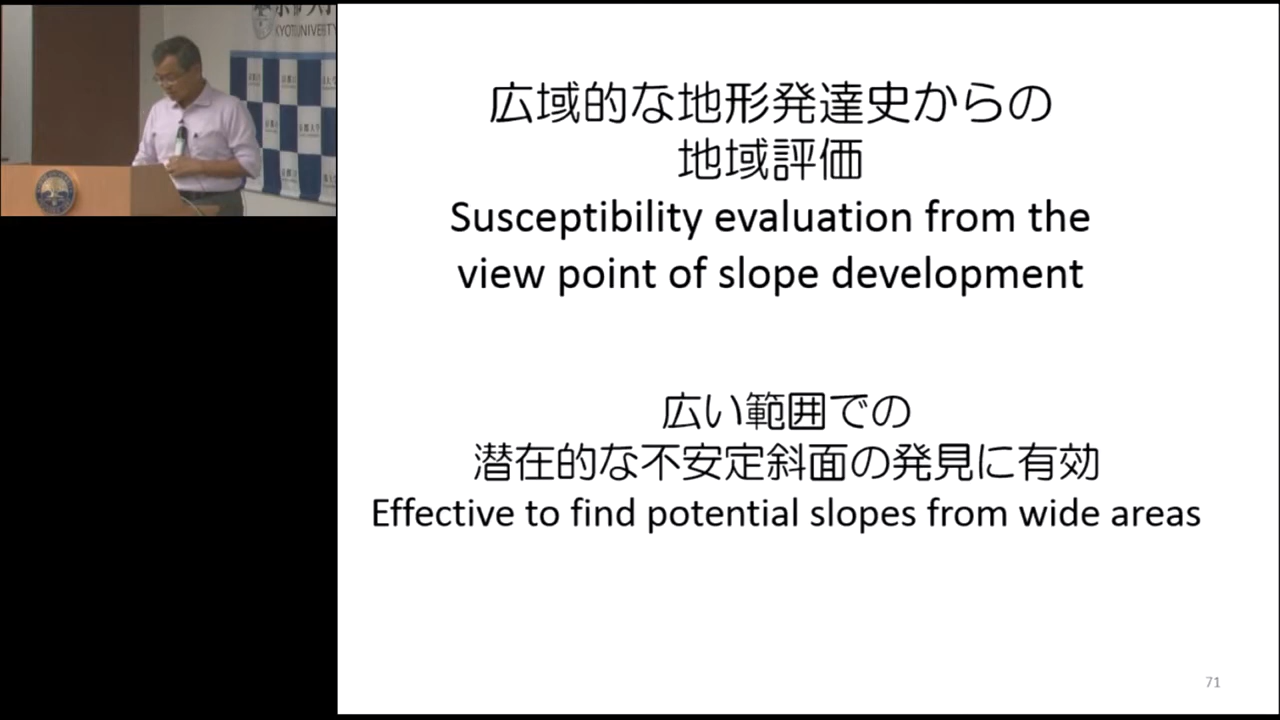 KYOTO UNIVERSITY
広域的な地形発達史からの
地域評価
Susceptibility evaluation from the
view point of slope development
広い範囲での
潜在的な不安定斜面の発見に有効
Effective to find potential slopes from wide areas
71